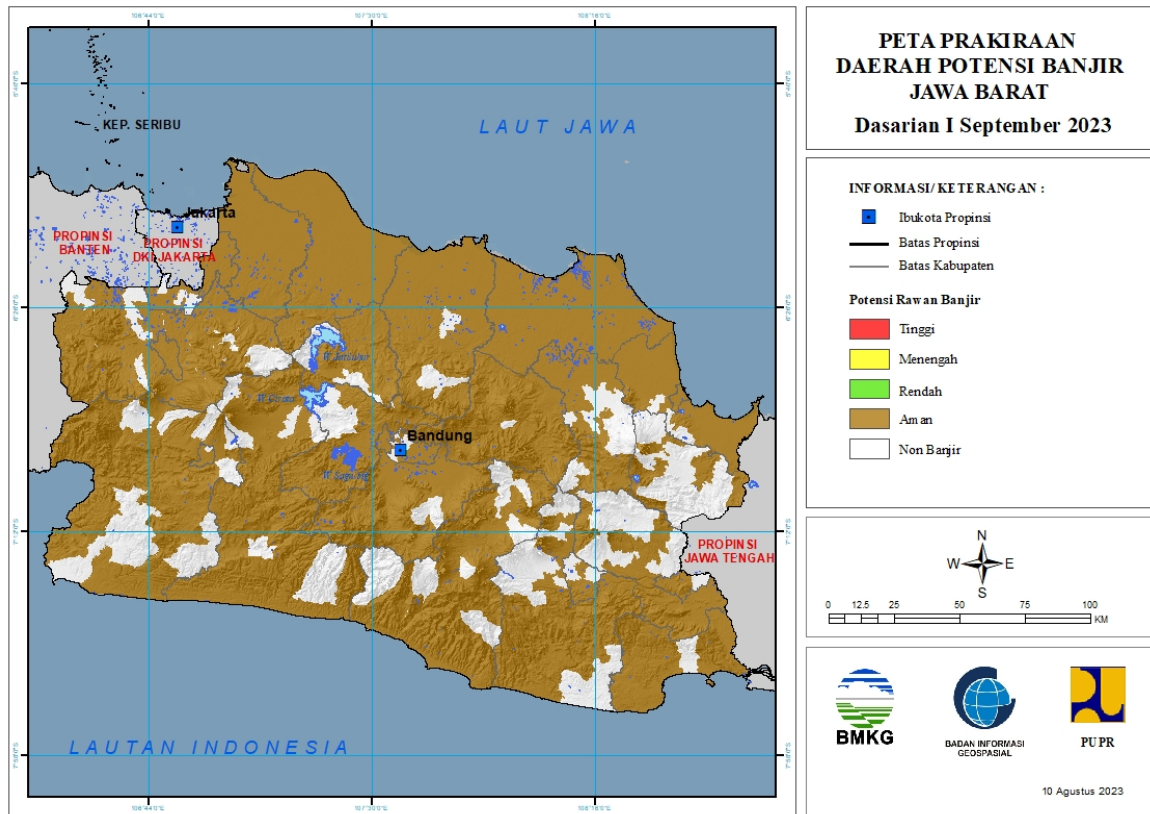 PETA PRAKIRAAN
DAERAH POTENSI BANJIR
JAWA BARAT
Dasarian I September 2023
INFORMASI/ KETERANGAN :
Ibukota Propinsi
Batas Propinsi
Batas Kabupaten
Potensi Rawan Banjir
Tinggi
Menengah
Rendah
Aman
Non Banjir
N
W E
S
0 12.5 25 50 75 100
KM
BMKG
BADAN INFORMASI
GEOSPASIAL
PUPR
10 Agustus 2023
KEP. SERIBU
LAUT JAWA
Jakarta
PROPINSI
BANTEN
PROPINSI
DKI JAKARTA
Bandung
PROPINSI
JAWA TENGAH
LAUTAN INDONESIA
107°30'0"E